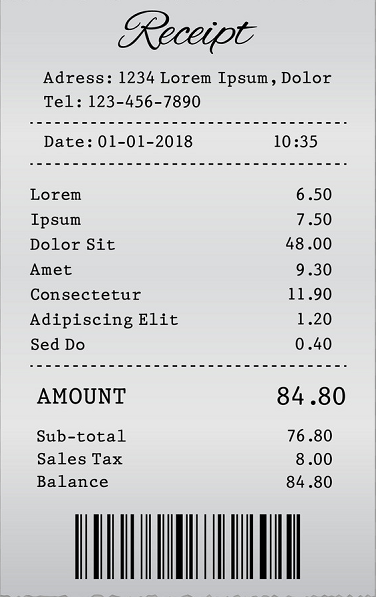 Receipt
Adress: 1234 Lorem Ipsum, Dolor
Tel: 123-456-7890
Date: 01-01-2018 10:35
Lorem 6.50
Ipsum 7.50
Dolor Sit 48.00
Amet 9.30
Consectetur 11.90
Adipiscing Elit 1.20
Sed Do 0.40
AMOUNT 84.80
Sub-total 76.80
Sales Tax 8.00
Balance 84.80